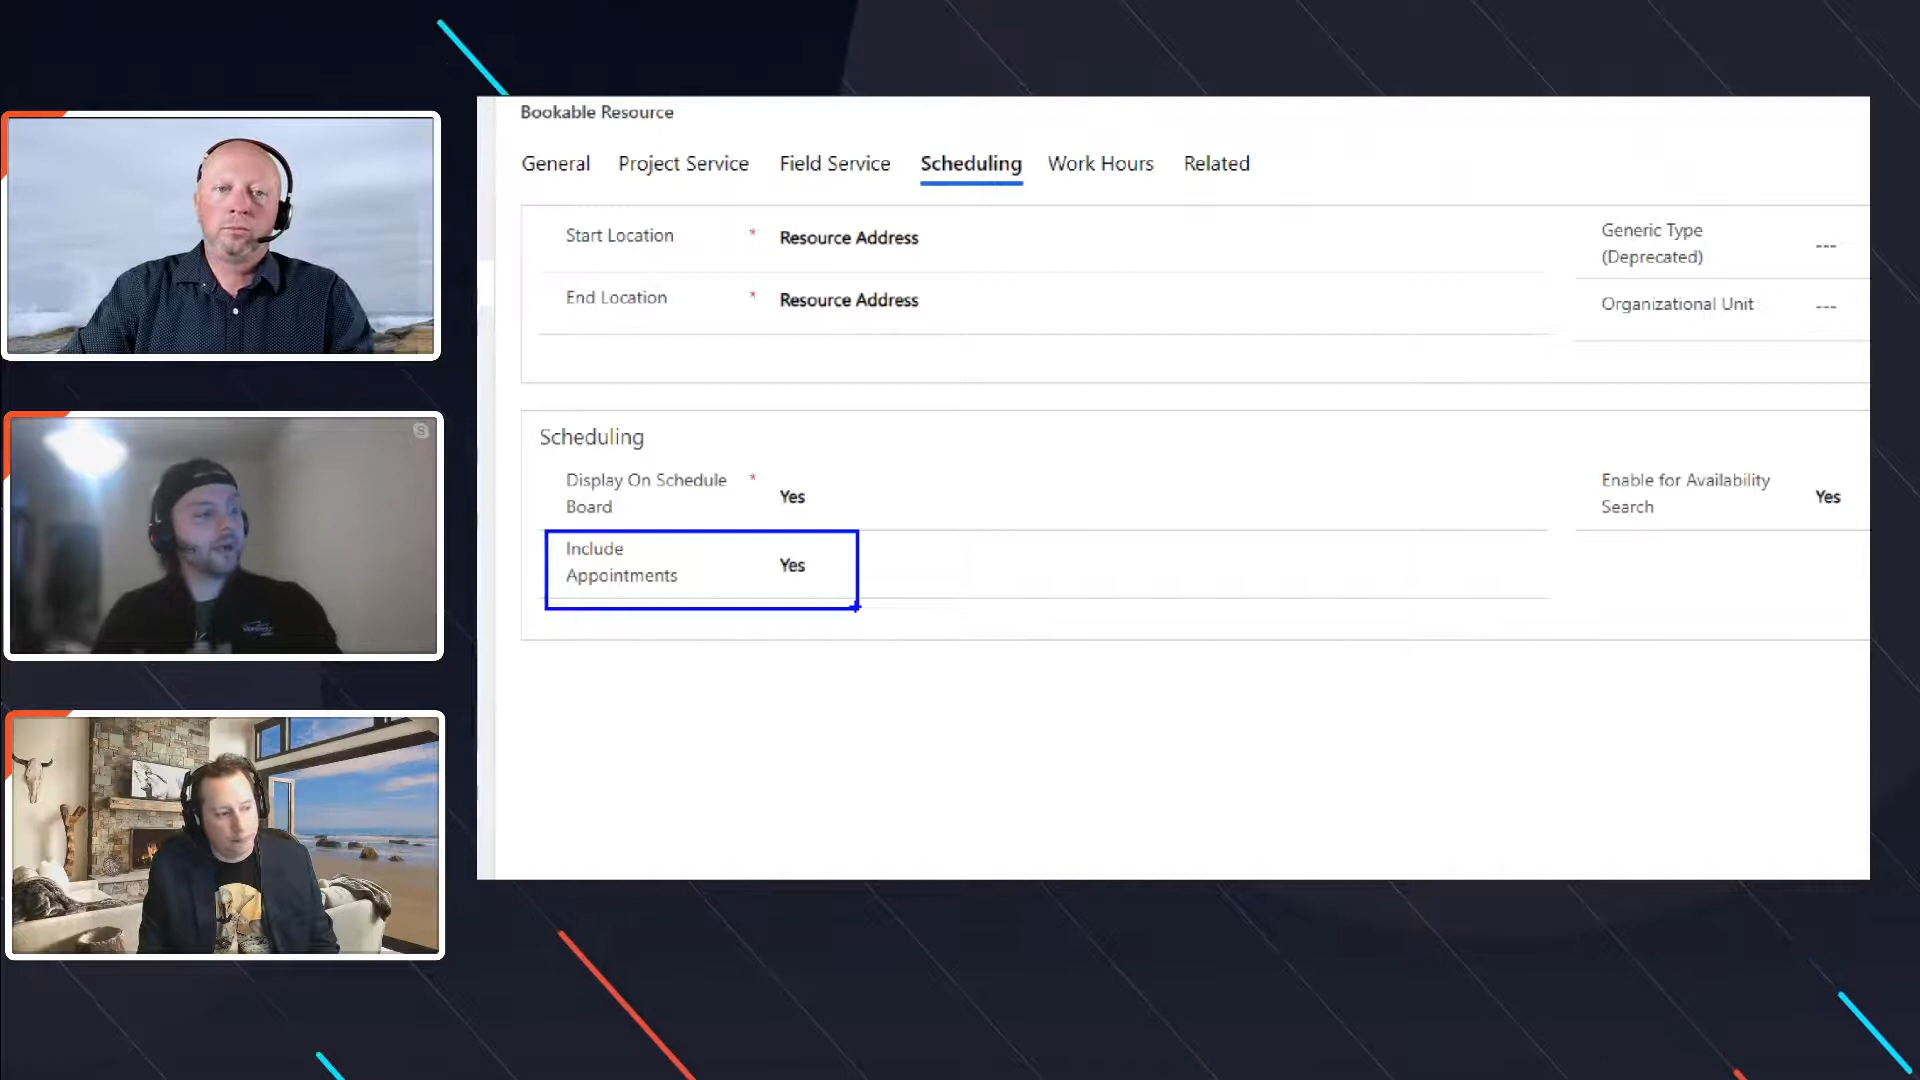 Bookable Resource
General Project Service Field Service Scheduling Work Hours Related
Start Location * Resource Address
Generic Type
(Deprecated) ---
End Location * Resource Address
Organizational Unit ---
Scheduling
Display On Schedule
Board * Yes
Enable for Availability
Search Yes
Include
Appointments Yes